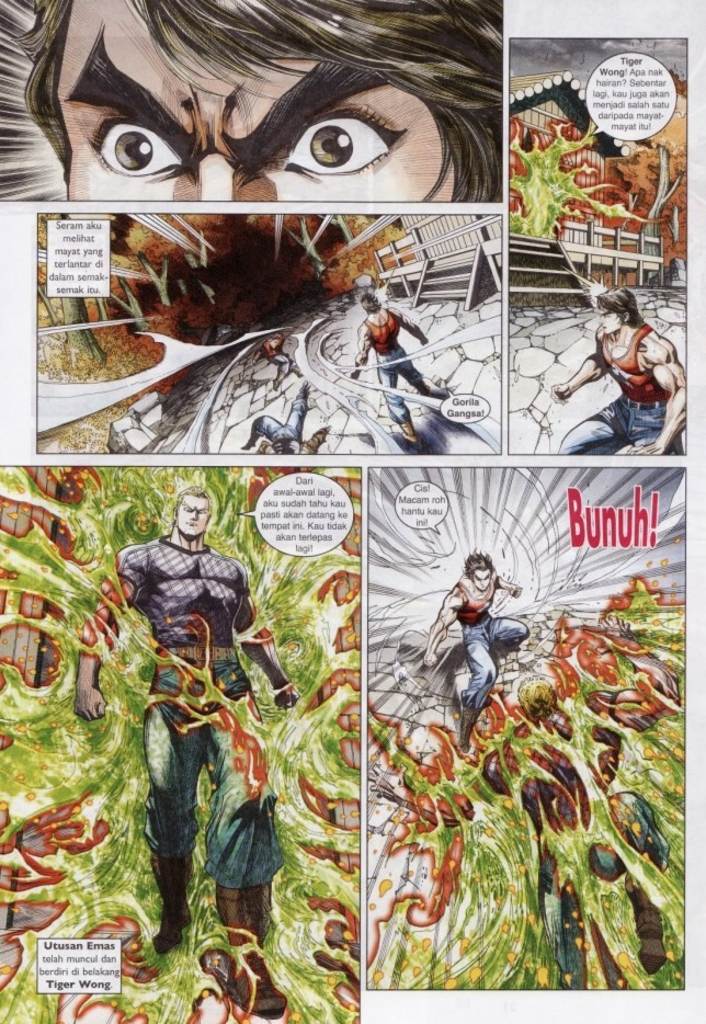 Tiger
Wong! Apa nak
hairan? Sebentar
lagi, kau juga akan
menjadi salah satu
daripada mayat-
mayat itu!
Seram aku
melihat
mayat yang
terlantar di
dalam semak-
semak itu.
Gorila
Gangsa!
Dari
awal-awal lagi,
aku sudah tahu kau
pasti akan datang ke
tempat ini. Kau tidak
akan terlepas
lagi!
Utusan Emas
telah muncul dan
berdiri di belakang
Tiger Wong.
Cis!
Macam roh
hantu kau
ini!
Bunuh!